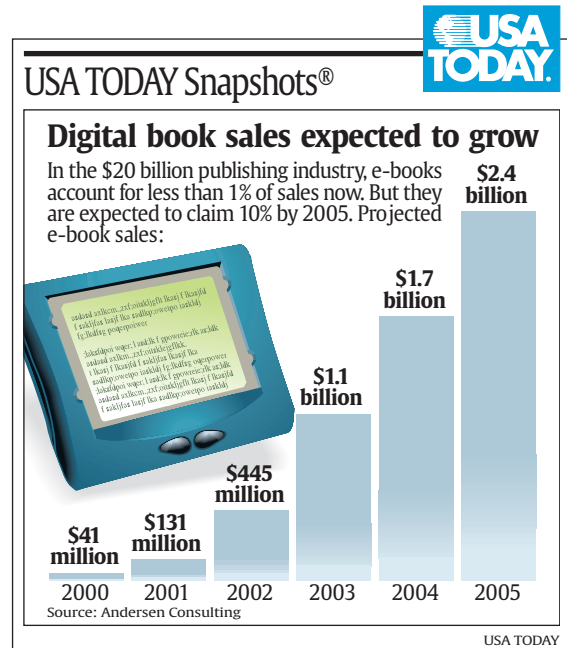 USA
TODAY.
USA TODAY Snapshots®
Digital book sales expected to grow
In the $20 billion publishing industry, e-books
account for less than 1% of sales now. But they
are expected to claim 10% by 2005. Projected
e-book sales:
$41
million
$131
million
$445
million
$1.1
billion
$1.7
billion
$2.4
billion
2000 2001 2002 2003 2004 2005
Source: Andersen Consulting
USA TODAY